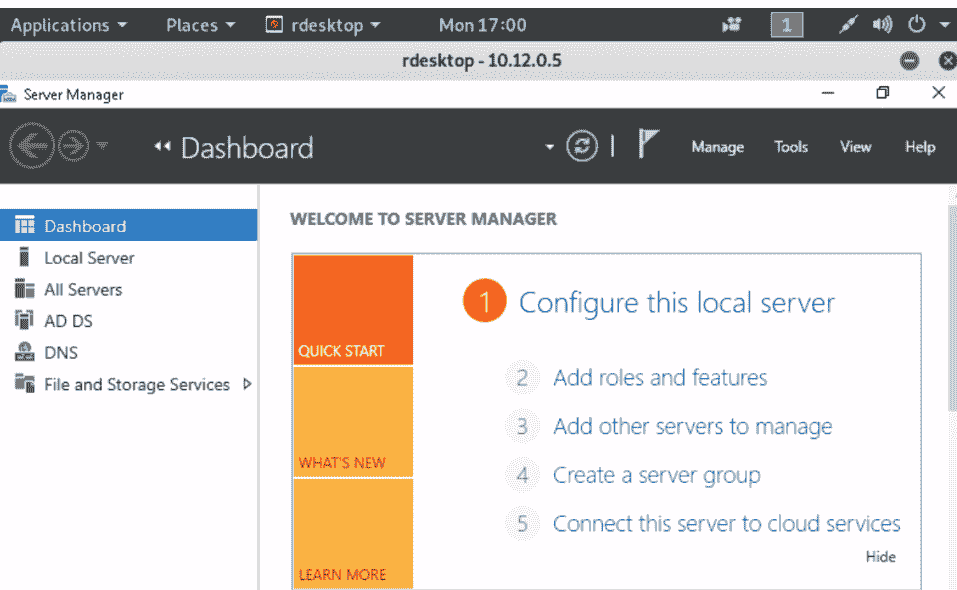 Applications Places rdesktop Mon 17:00 1
rdesktop - 10.12.0.5
Server Manager
Dashboard Manage Tools View Help
Dashboard
Local Server
All Servers
AD DS
DNS
File and Storage Services
WELCOME TO SERVER MANAGER
QUICK START
WHAT'S NEW
LEARN MORE
1 Configure this local server
2 Add roles and features
3 Add other servers to manage
4 Create a server group
5 Connect this server to cloud services
Hide